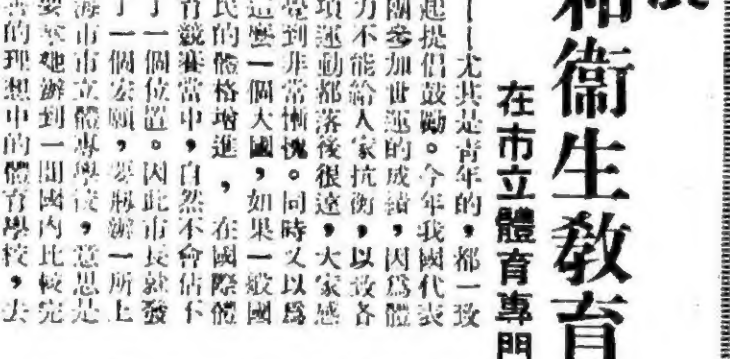 和衛生教育
在市立體育專門
——尤其是青年的，都一致
起提倡鼓勵。今年我國代表
團參加世運的成績，因爲體
力不能給人家抗衡，以致各
項運動都落後很遠，大家感
覺到非常慚愧。同時又以爲
這麽一個大國，如果一般國
民的體格增進，在國際體
育競賽當中，自然不會佔不
了一個位置。因此市長就發
了一個宏願，要將辦一所上
海市市立體專學校，意思是
要她辦到一間國內比較完
善的理想中的體育學校，去